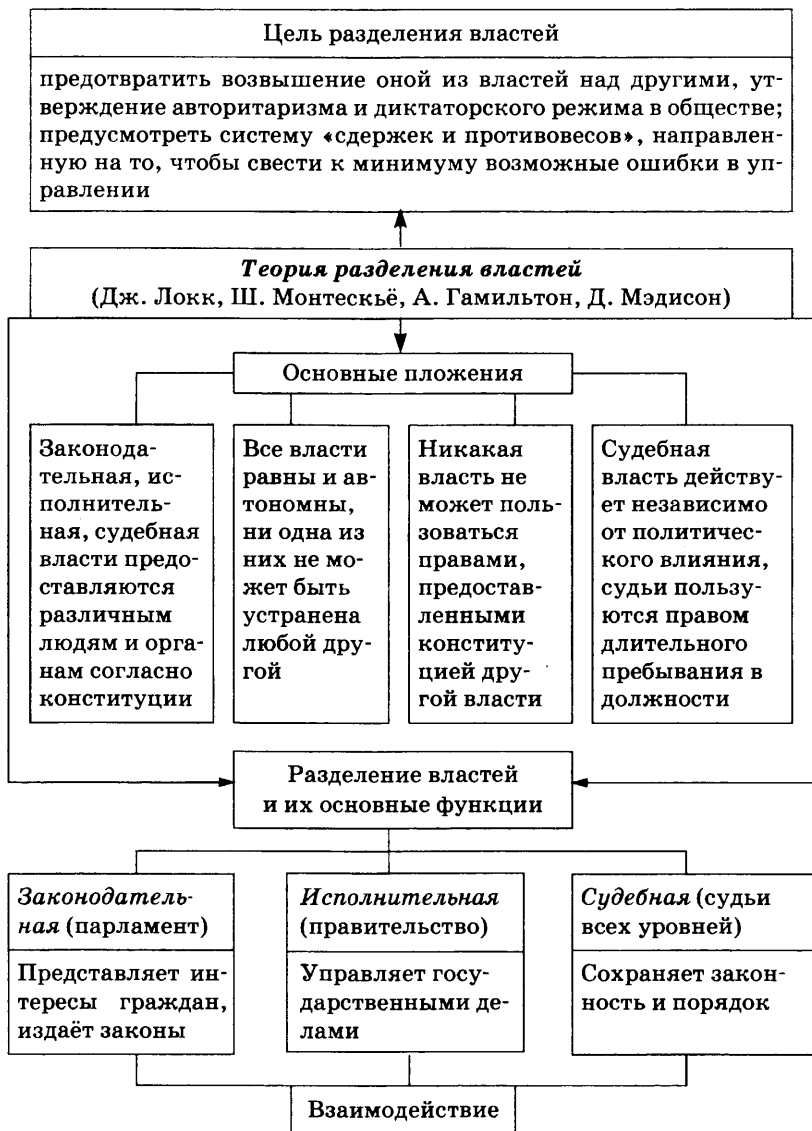 Цель разделения властей
предотвратить возвышение оной из властей над другими, ут-
верждение авторитаризма и диктаторского режима в обществе;
предусмотреть систему «сдержек и противовесов», направлен-
ную на то, чтобы свести к минимуму возможные ошибки в уп-
равлении
Теория разделения властей
(Дж. Локк, Ш. Монтескьё, А. Гамильтон, Д. Мэдисон)
Основные пложения
Законода-
тельная, ис-
полнитель-
ная, судебная
власти предо-
ставляются
различным
людям и орга-
нам согласно
конституции
Все власти
равны и ав-
тономны,
ни одна из
них не мо-
жет быть
устранена
любой дру-
гой
Никакая
власть не
может поль-
зоваться
правами,
предостав-
ленными
консти­ту-
цией дру-
гой власти
Судебная
власть действу-
ет независимо
от политичес-
кого влияния,
судьи пользу-
ются правом
длительного
пребывания в
должности
Разделение властей
и их основные функции
Законодатель-
ная (парламент)
Представляет ин-
тересы граждан,
издаёт законы
Исполнительная
(правительство)
Управляет госу-
дарственными де-
лами
Судебная (судьи
всех уровней)
Сохраняет закон-
ность и порядок
Взаимодействие